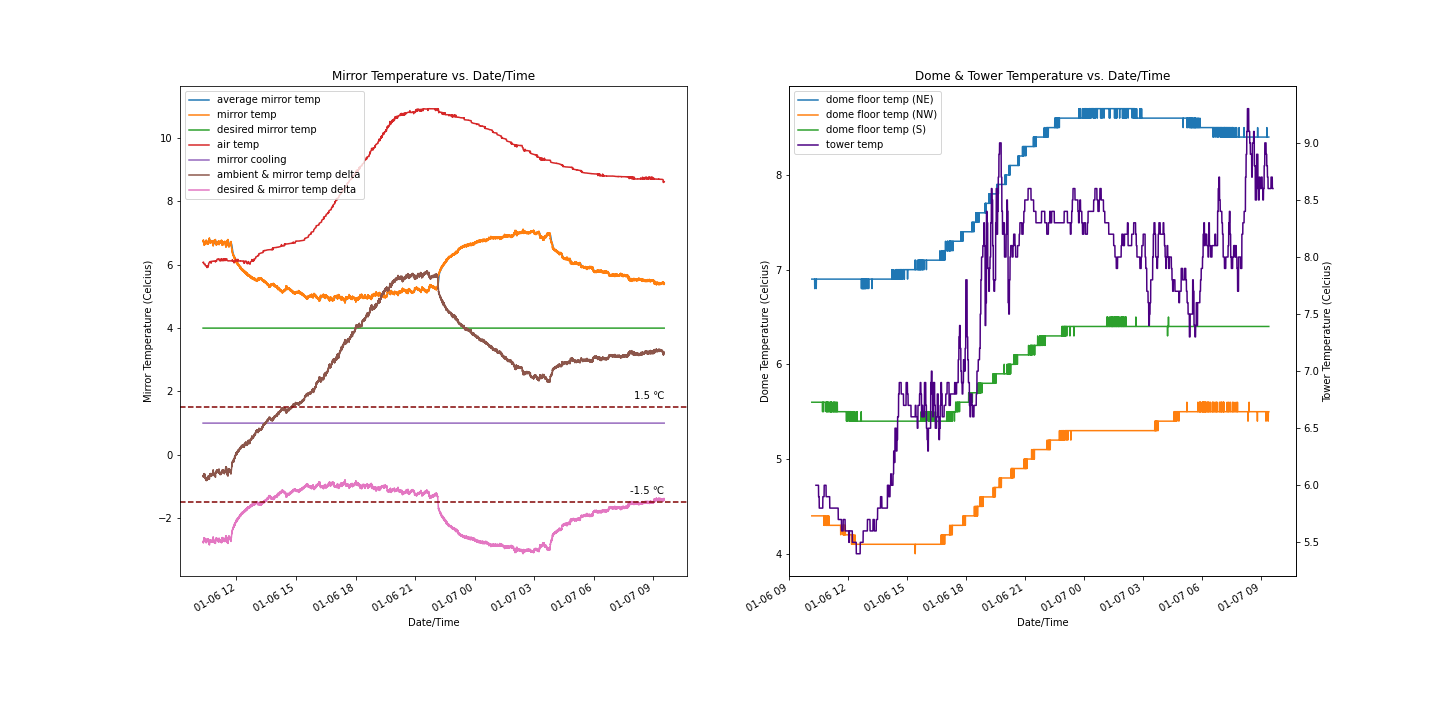 Mirror Temperature vs. Date/Time
average mirror temp
mirror temp
desired mirror temp
air temp
mirror cooling
ambient & mirror temp delta
desired & mirror temp delta
10
8
6
4
2
0
−2
Mirror Temperature (Celcius)
1.5 °C
-1.5 °C
01-06 12
01-06 15
01-06 18
01-06 21
01-07 00
01-07 03
01-07 06
01-07 09
Date/Time
Dome & Tower Temperature vs. Date/Time
dome floor temp (NE)
dome floor temp (NW)
dome floor temp (S)
tower temp
8
7
6
5
4
Dome Temperature (Celcius)
9.0
8.5
8.0
7.5
7.0
6.5
6.0
5.5
Tower Temperature (Celcius)
01-06 09
01-06 12
01-06 15
01-06 18
01-06 21
01-07 00
01-07 03
01-07 06
01-07 09
Date/Time